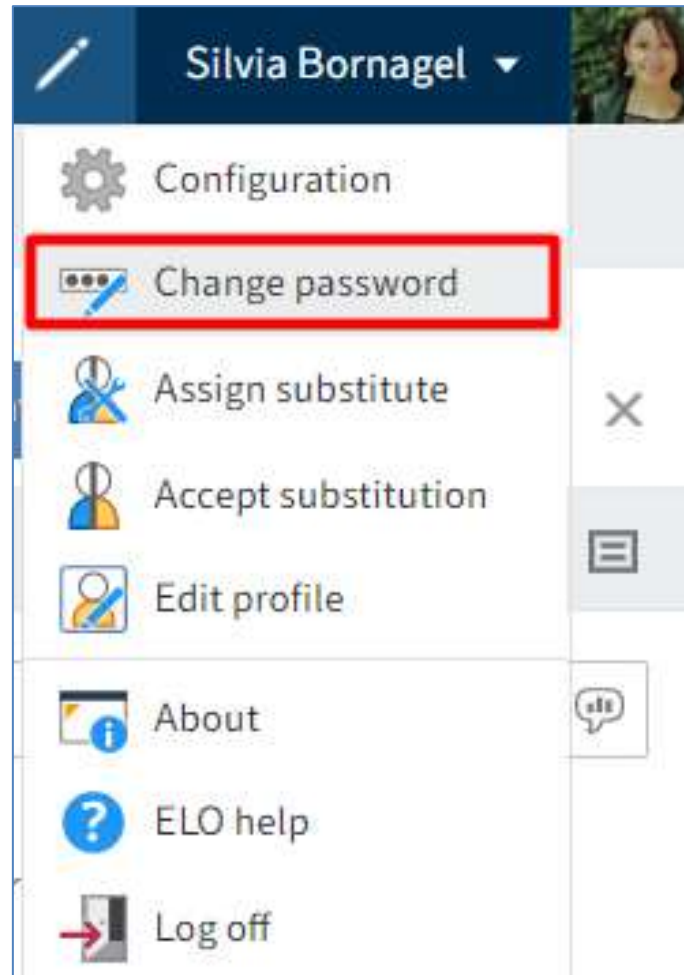 Silvia Bornagel
Configuration
Change password
Assign substitute
Accept substitution
Edit profile
About
ELO help
Log off